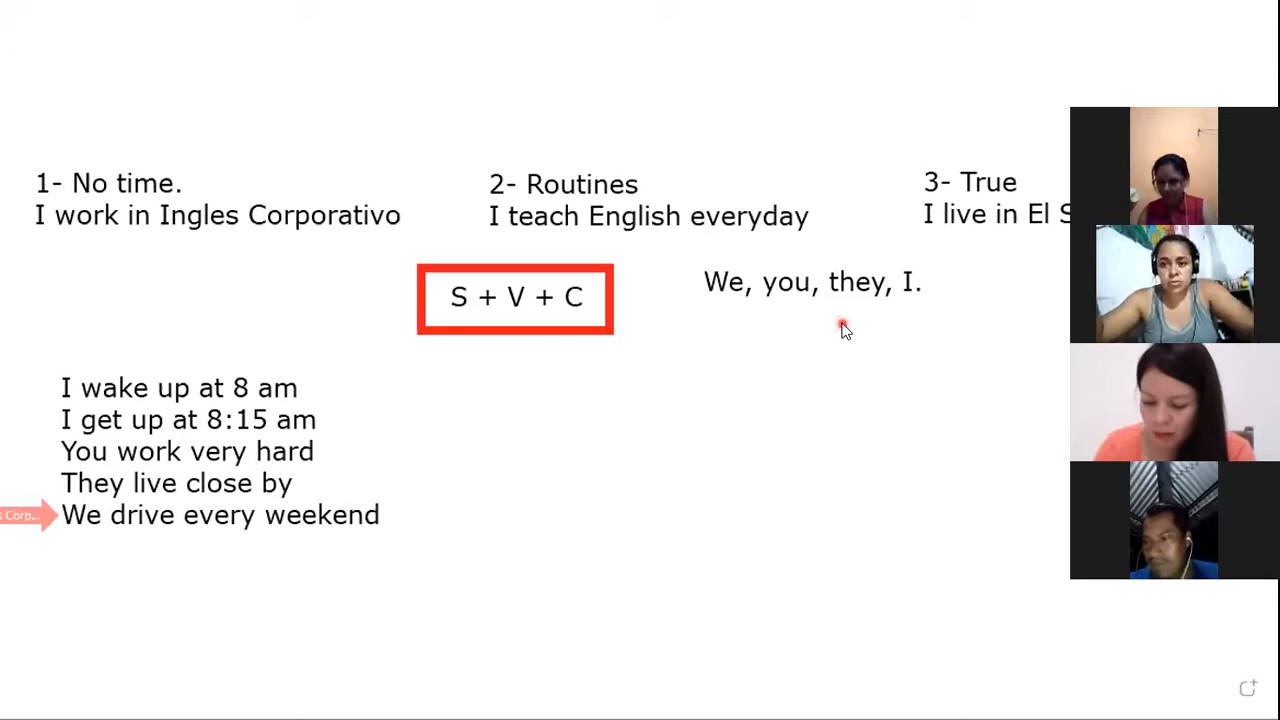 1- No time.
I work in Ingles Corporativo
2- Routines
I teach English everyday
3- True
I live in El S
S + V + C
We, you, they, I.
I wake up at 8 am
I get up at 8:15 am
You work very hard
They live close by
s Corp...
We drive every weekend